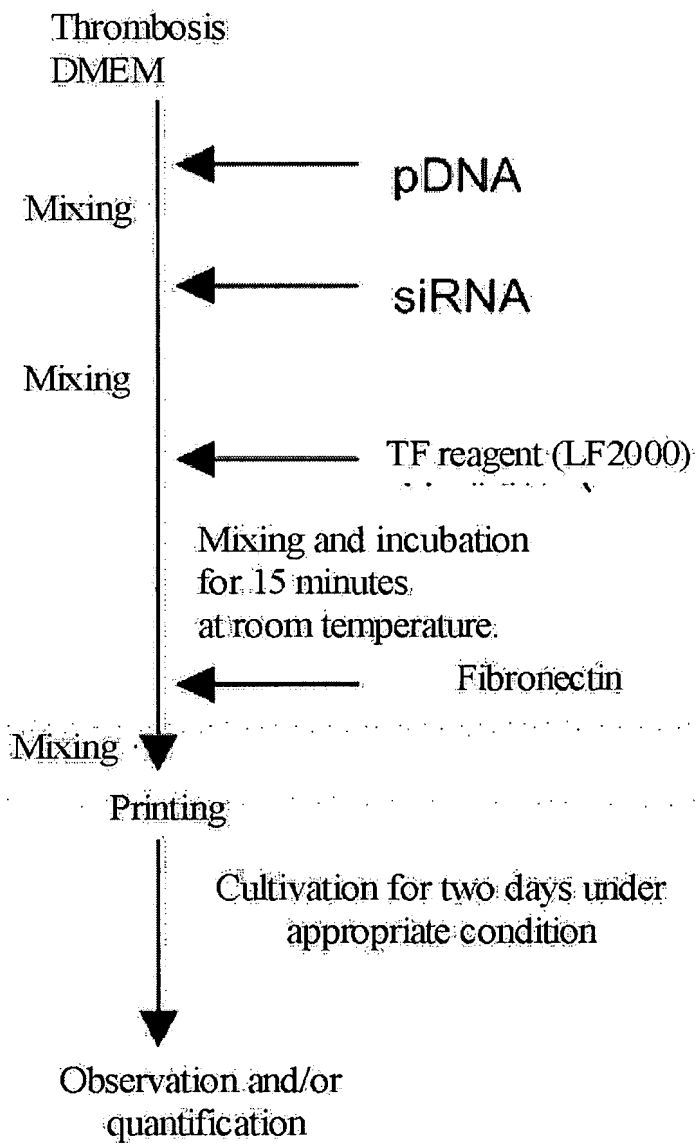 Thrombosis
DMEM
pDNA
Mixing
siRNA
Mixing
TF reagent (LF2000)
Mixing and incubation
for 15 minutes
at room temperature.
Fibronectin
Mixing
Printing
Cultivation for two days under
appropriate condition
Observation and/or
quantification